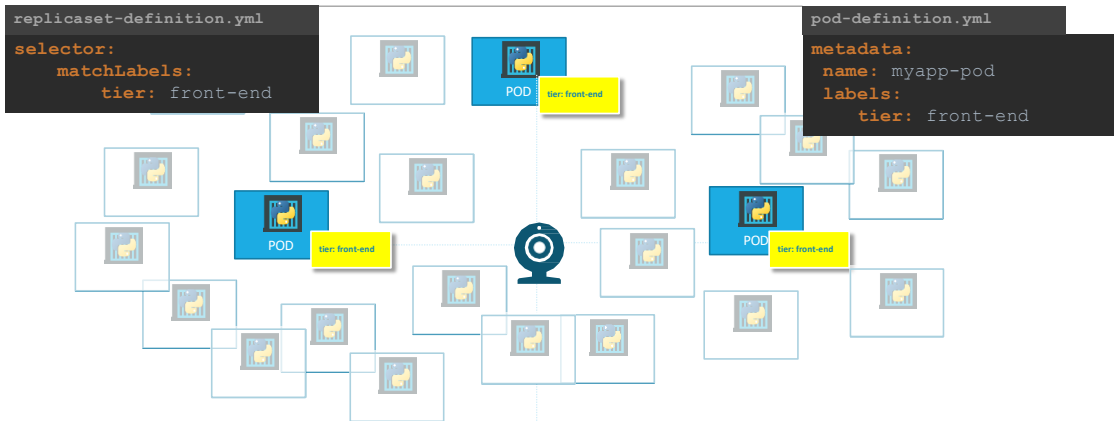 replicaset-definition.yml
selector:
matchLabels:
tier: front-end
pod-definition.yml
metadata:
name: myapp-pod
labels:
tier: front-end
POD
tier: front-end
POD
tier: front-end
POD
tier: front-end